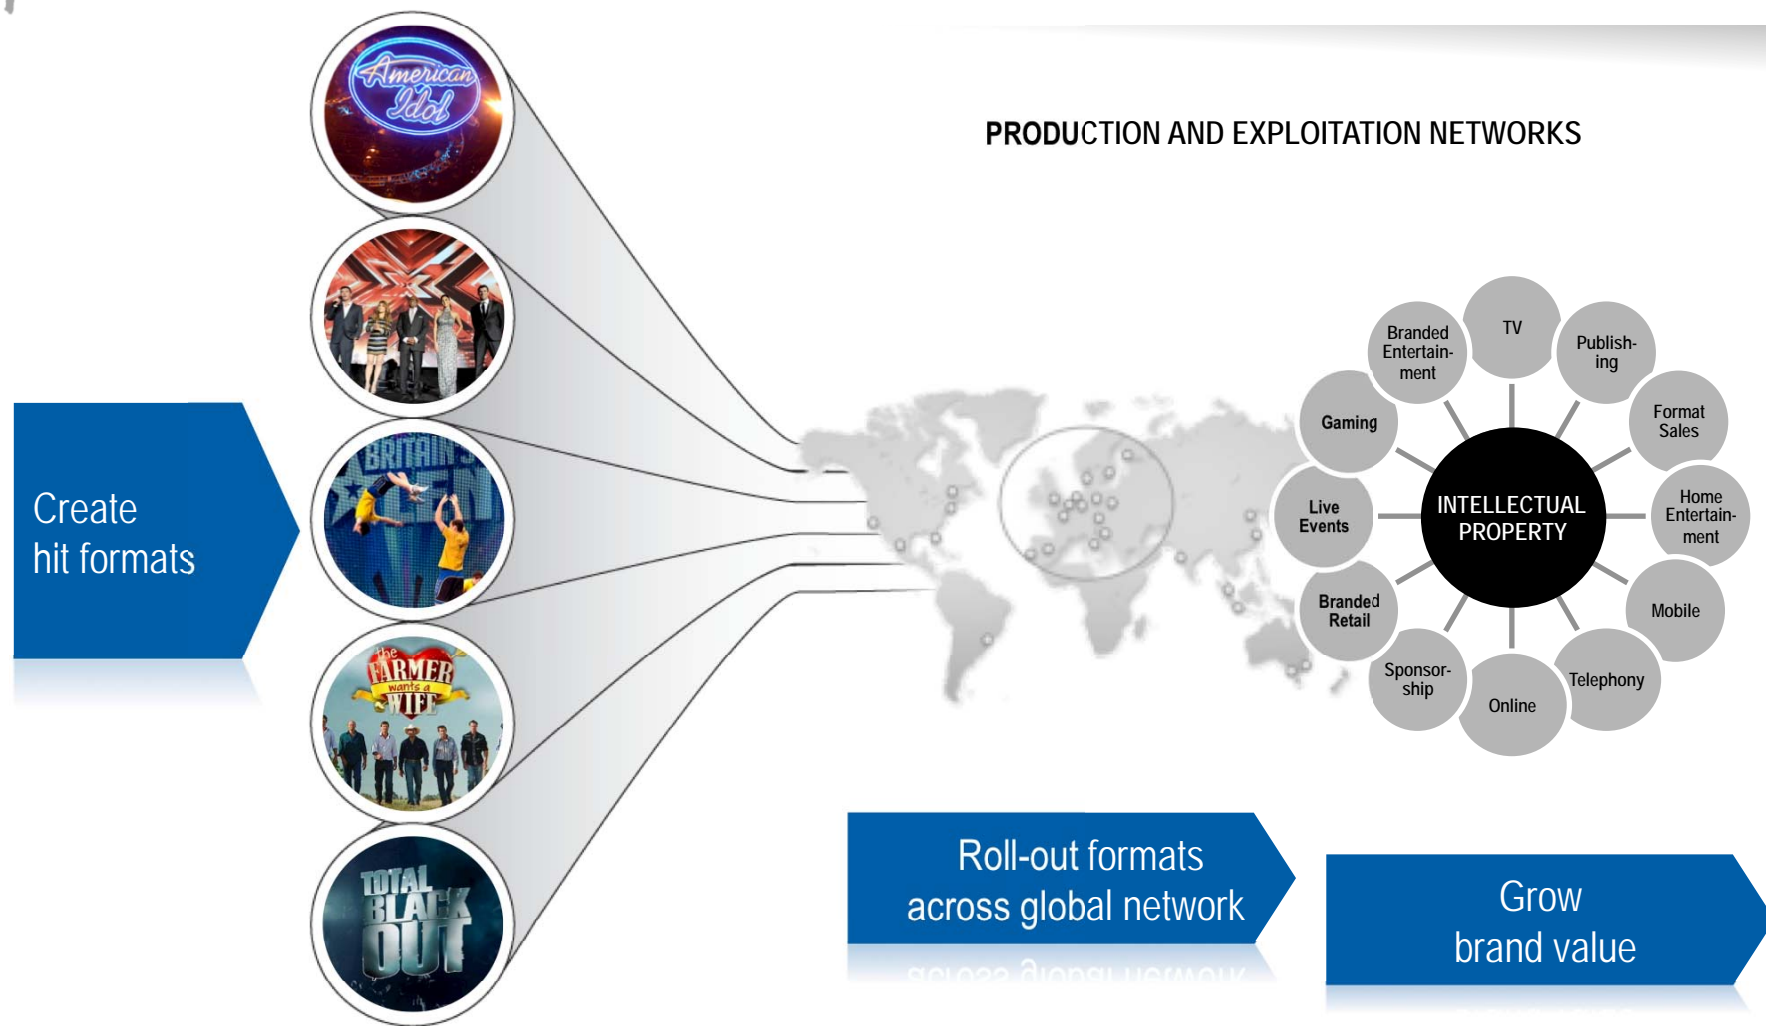 American
Idol
PRODUCTION AND EXPLOITATION NETWORKS
BRITAIN'S
the
FARMER
wants a
WIFE
TOTAL
BLACK
OUT
Create
hit formats
TV
Publish-
ing
Format
Sales
Home
Entertain-
ment
Mobile
Telephony
Online
Sponsor-
ship
Branded
Retail
Live
Events
Gaming
Branded
Entertain-
ment
INTELLECTUAL
PROPERTY
Roll-out formats
across global network
Grow
brand value